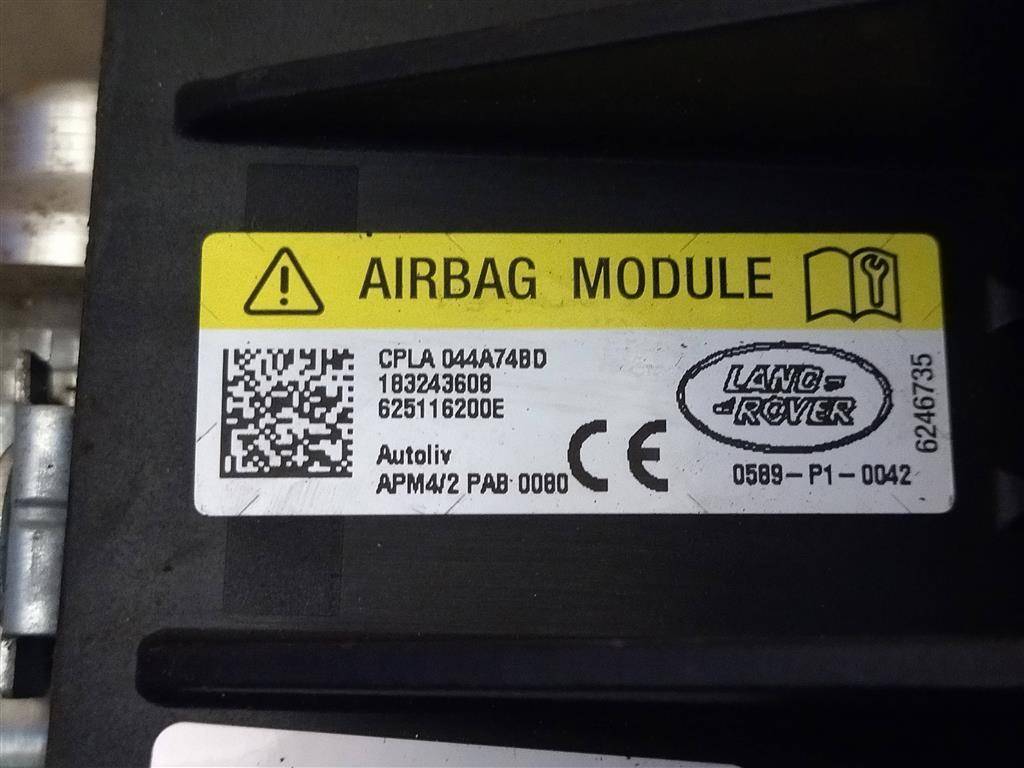 AIRBAG MODULE
CPLA 044A74BD
183243608
625116200E
Autoliv
APM4/2 PAB 0080
CE
LAND-
ROVER
0589-P1-0042
6246735